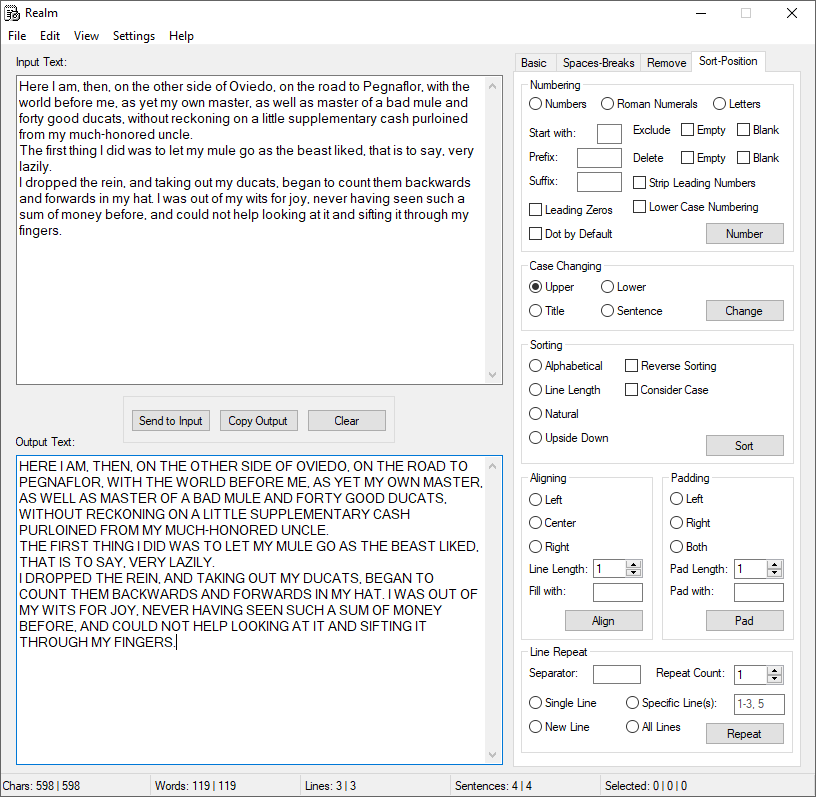 Realm
File Edit View Settings Help
Input Text:
Here I am, then, on the other side of Oviedo, on the road to Pegnaflor, with the
world before me, as yet my own master, as well as master of a bad mule and
forty good ducats, without reckoning on a little supplementary cash purloined
from my much-honored uncle.
The first thing I did was to let my mule go as the beast liked, that is to say, very
lazily.
I dropped the rein, and taking out my ducats, began to count them backwards
and forwards in my hat. I was out of my wits for joy, never having seen such a
sum of money before, and could not help looking at it and sifting it through my
fingers.
Send to Input Copy Output Clear
Output Text:
HERE I AM, THEN, ON THE OTHER SIDE OF OVIEDO, ON THE ROAD TO
PEGNAFLOR, WITH THE WORLD BEFORE ME, AS YET MY OWN MASTER,
AS WELL AS MASTER OF A BAD MULE AND FORTY GOOD DUCATS,
WITHOUT RECKONING ON A LITTLE SUPPLEMENTARY CASH
PURLOINED FROM MY MUCH-HONORED UNCLE.
THE FIRST THING I DID WAS TO LET MY MULE GO AS THE BEAST LIKED,
THAT IS TO SAY, VERY LAZILY.
I DROPPED THE REIN, AND TAKING OUT MY DUCATS, BEGAN TO
COUNT THEM BACKWARDS AND FORWARDS IN MY HAT. I WAS OUT OF
MY WITS FOR JOY, NEVER HAVING SEEN SUCH A SUM OF MONEY
BEFORE, AND COULD NOT HELP LOOKING AT IT AND SIFTING IT
THROUGH MY FINGERS.
Basic Spaces-Breaks Remove Sort-Position
Numbering
Numbers Roman Numerals Letters
Start with: Exclude Empty Blank
Prefix: Delete Empty Blank
Suffix: Strip Leading Numbers
Leading Zeros Lower Case Numbering
Dot by Default Number
Case Changing
Upper Lower
Title Sentence Change
Sorting
Alphabetical Reverse Sorting
Line Length Consider Case
Natural
Upside Down Sort
Aligning
Left
Center
Right
Line Length: 1
Fill with:
Align
Padding
Left
Right
Both
Pad Length: 1
Pad with:
Pad
Line Repeat
Separator: Repeat Count: 1
Single Line Specific Line(s): 1-3, 5
New Line All Lines Repeat
Chars: 598 | 598 Words: 119 | 119 Lines: 3 | 3 Sentences: 4 | 4 Selected: 0 | 0 | 0